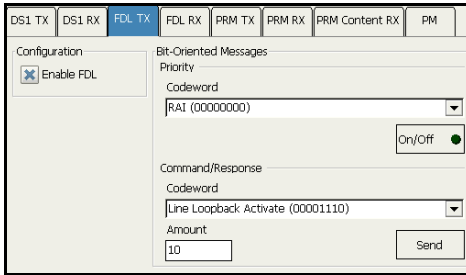 DS1 TX DS1 RX FDL TX FDL RX PRM TX PRM RX PRM Content RX PM
Configuration
Enable FDL
Bit-Oriented Messages
Priority
Codeword
RAI (00000000)
On/Off
Command/Response
Codeword
Line Loopback Activate (00001110)
Amount
10
Send